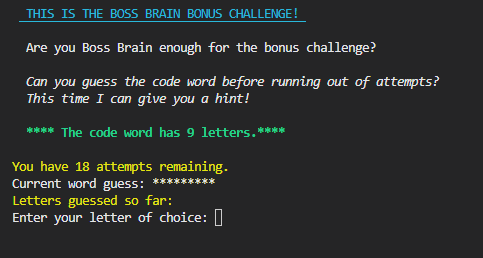 THIS IS THE BOSS BRAIN BONUS CHALLENGE!
Are you Boss Brain enough for the bonus challenge?
Can you guess the code word before running out of attempts?
This time I can give you a hint!
**** The code word has 9 letters.****
You have 18 attempts remaining.
Current word guess: *********
Letters guessed so far:
Enter your letter of choice: